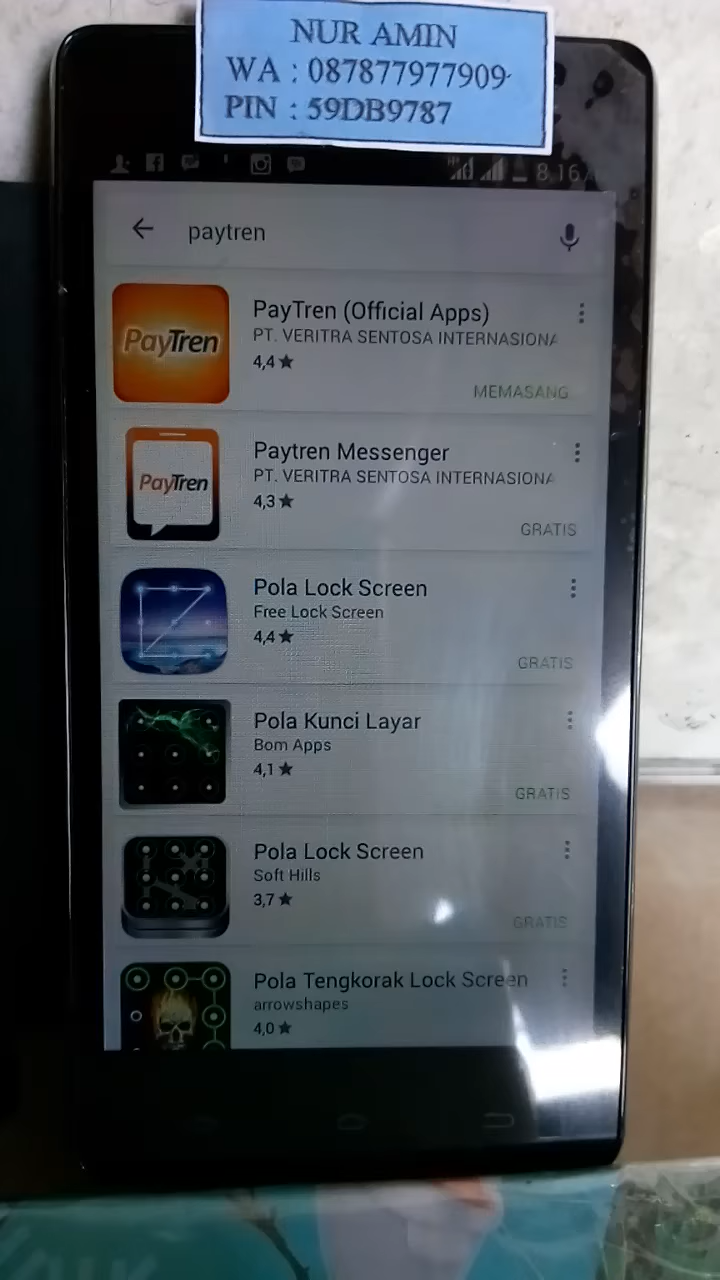 NUR AMIN
WA : 087877977909
PIN : 59DB9787
8.16
paytren
PayTren
PayTren (Official Apps)
PT. VERITRA SENTOSA INTERNASIONA
4,4★
MEMASANG
PayTren
Paytren Messenger
PT. VERITRA SENTOSA INTERNASIONA
4,3★
GRATIS
Pola Lock Screen
Free Lock Screen
4,4★
GRATIS
Pola Kunci Layar
Bom Apps
4,1★
GRATIS
Pola Lock Screen
Soft Hills
3,7★
GRATIS
Pola Tengkorak Lock Screen
arrowshapes
4,0★